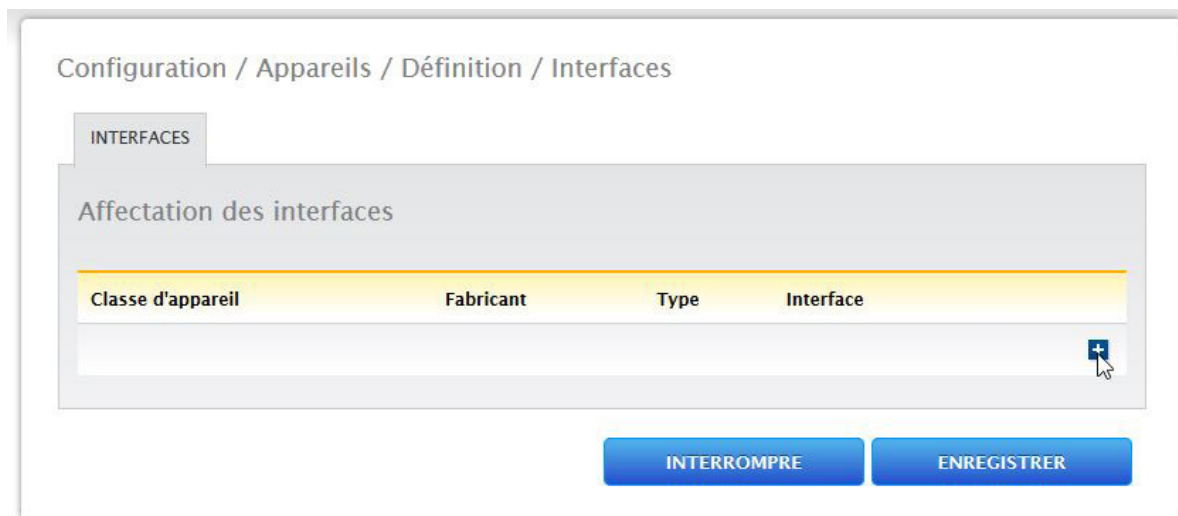 Configuration / Appareils / Définition / Interfaces
INTERFACES
Affectation des interfaces
Classe d'appareil Fabricant Type Interface
INTERROMPRE ENREGISTRER